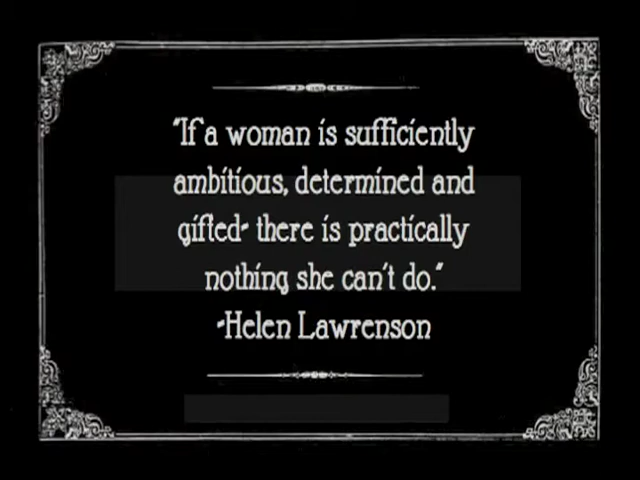 "If a woman is sufficiently
ambitious, determined and
gifted- there is practically
nothing she can't do."
-Helen Lawrenson